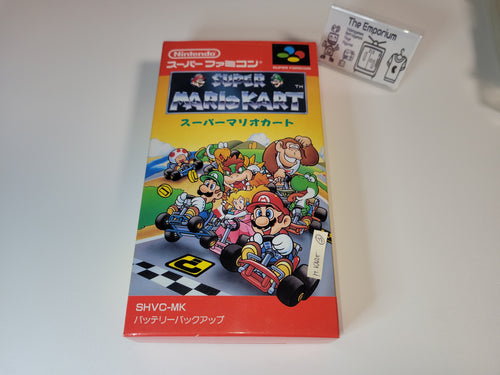 The Emporium
Nintendo
スーパーファミコン
SUPER FAMICOM
SUPER
MARIO KART
TM
スーパーマリオカート
M. KART
SHVC-MK
バッテリーバックアップ